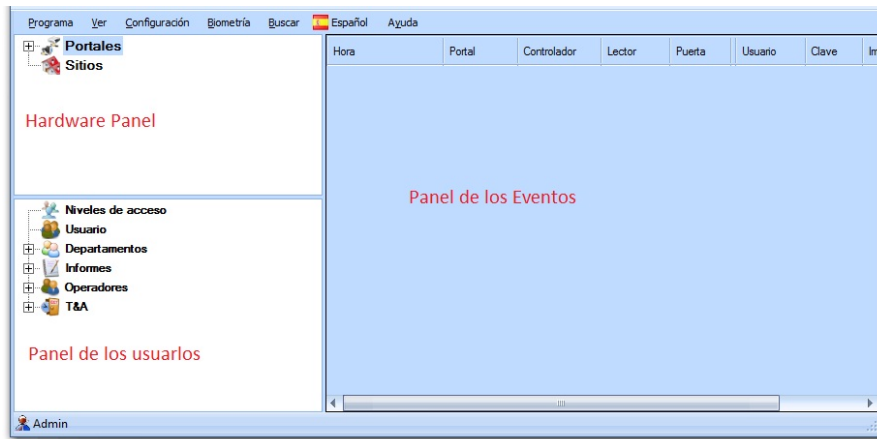 Programa Ver Configuración Biometría Buscar Español Ayuda
Portales
Sitios
Hardware Panel
Hora Portal Controlador Lector Puerta Usuario Clave Im
Panel de los Eventos
Niveles de acceso
Usuario
Departamentos
Informes
Operadores
T&A
Panel de los usuarlos
Admin